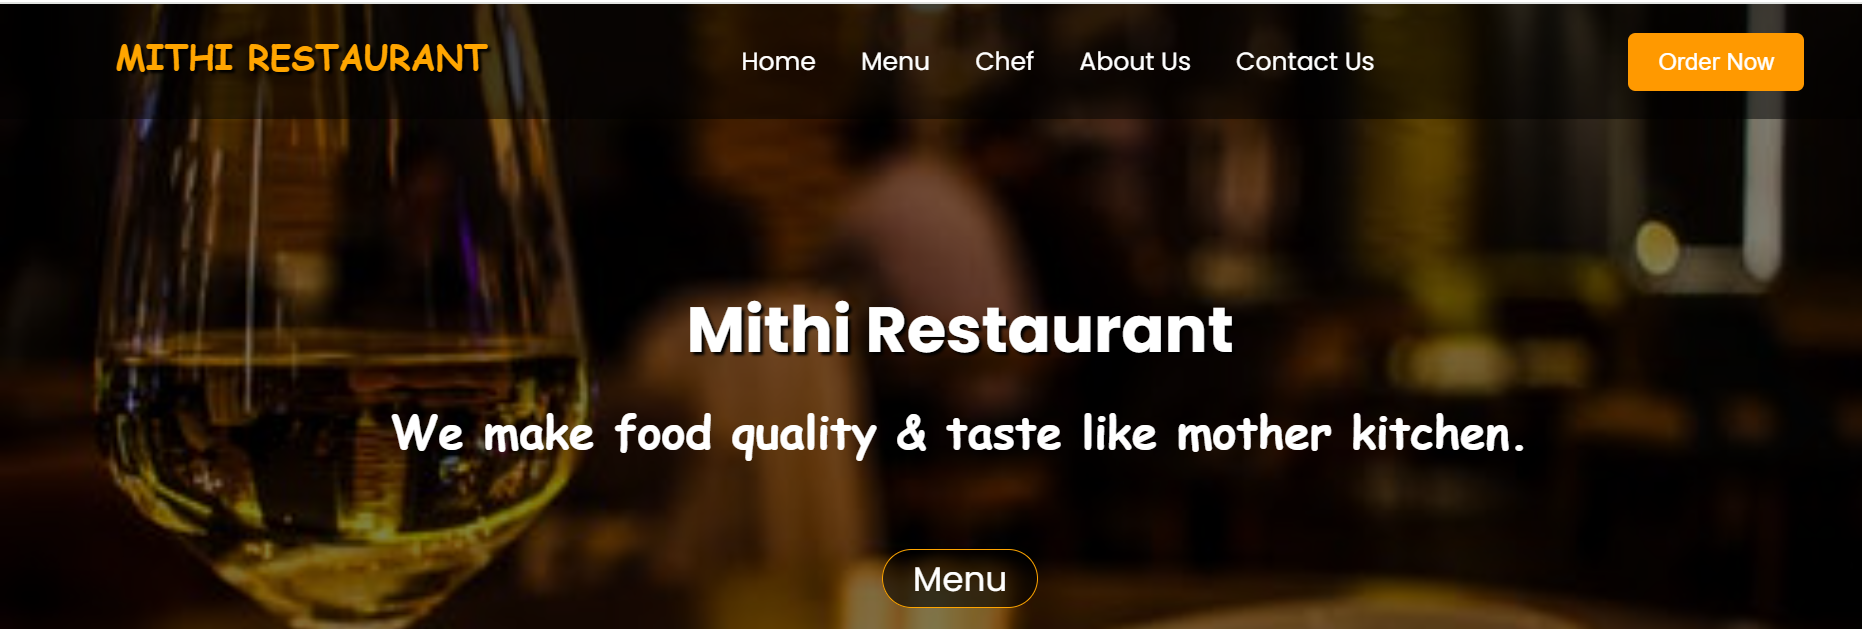 MITHI RESTAURANT
Home Menu Chef About Us Contact Us
Order Now
Mithi Restaurant
We make food quality & taste like mother kitchen.
Menu